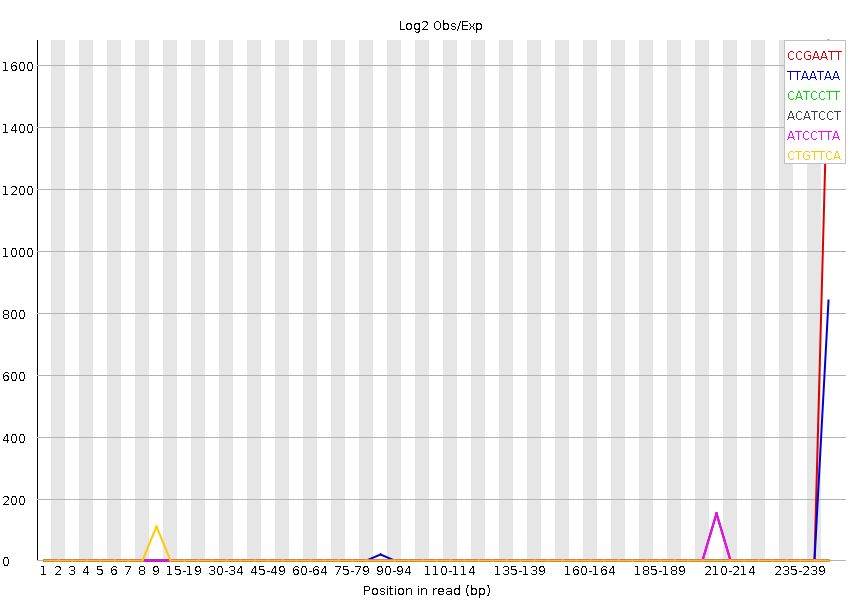 Log2 Obs/Exp
1600
1400
1200
1000
800
600
400
200
0
CCGAATT
TTAATAA
CATCCTT
ACATCCT
ATCCTTA
CTGTTCA
1 2 3 4 5 6 7 8 9 15-19 30-34 45-49 60-64 75-79 90-94 110-114 135-139 160-164 185-189 210-214 235-239
Position in read (bp)